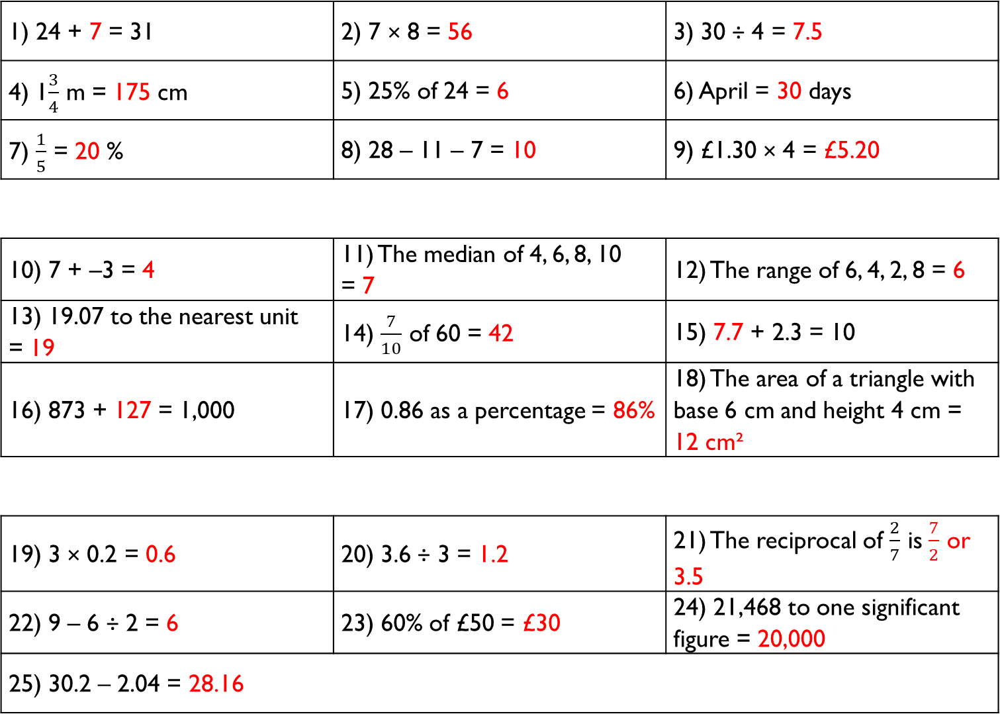 1) 24 + 7 = 31
2) 7 × 8 = 56
3) 30 ÷ 4 = 7.5
4) 1 3/4 m = 175 cm
5) 25% of 24 = 6
6) April = 30 days
7) 1/5 = 20 %
8) 28 – 11 – 7 = 10
9) £1.30 × 4 = £5.20
10) 7 + –3 = 4
11) The median of 4, 6, 8, 10
= 7
12) The range of 6, 4, 2, 8 = 6
13) 19.07 to the nearest unit
= 19
14) 7/10 of 60 = 42
15) 7.7 + 2.3 = 10
16) 873 + 127 = 1,000
17) 0.86 as a percentage = 86%
18) The area of a triangle with
base 6 cm and height 4 cm =
12 cm²
19) 3 × 0.2 = 0.6
20) 3.6 ÷ 3 = 1.2
21) The reciprocal of 2/7 is 7/2 or
3.5
22) 9 – 6 ÷ 2 = 6
23) 60% of £50 = £30
24) 21,468 to one significant
figure = 20,000
25) 30.2 – 2.04 = 28.16